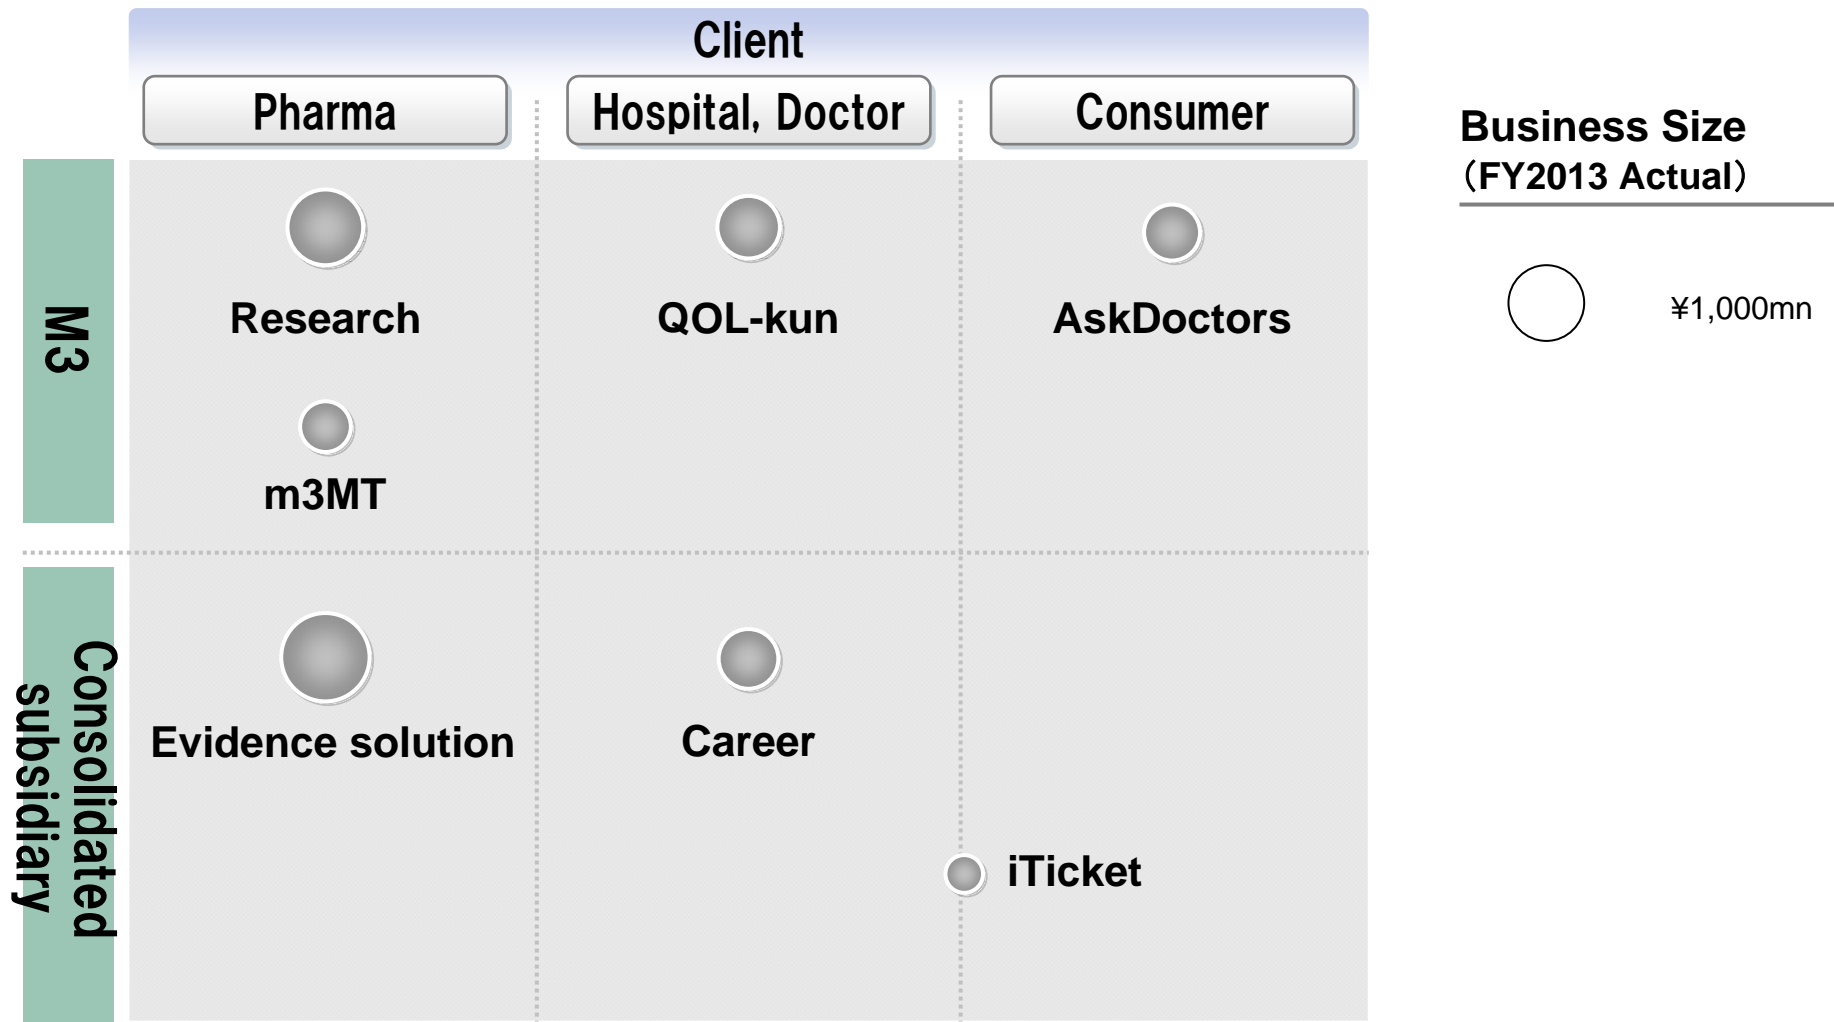 Client
Pharma
Hospital, Doctor
Consumer
Business Size
（FY2013 Actual）
¥1,000mn
M3
Research
QOL-kun
AskDoctors
m3MT
Consolidated
subsidiary
Evidence solution
Career
iTicket